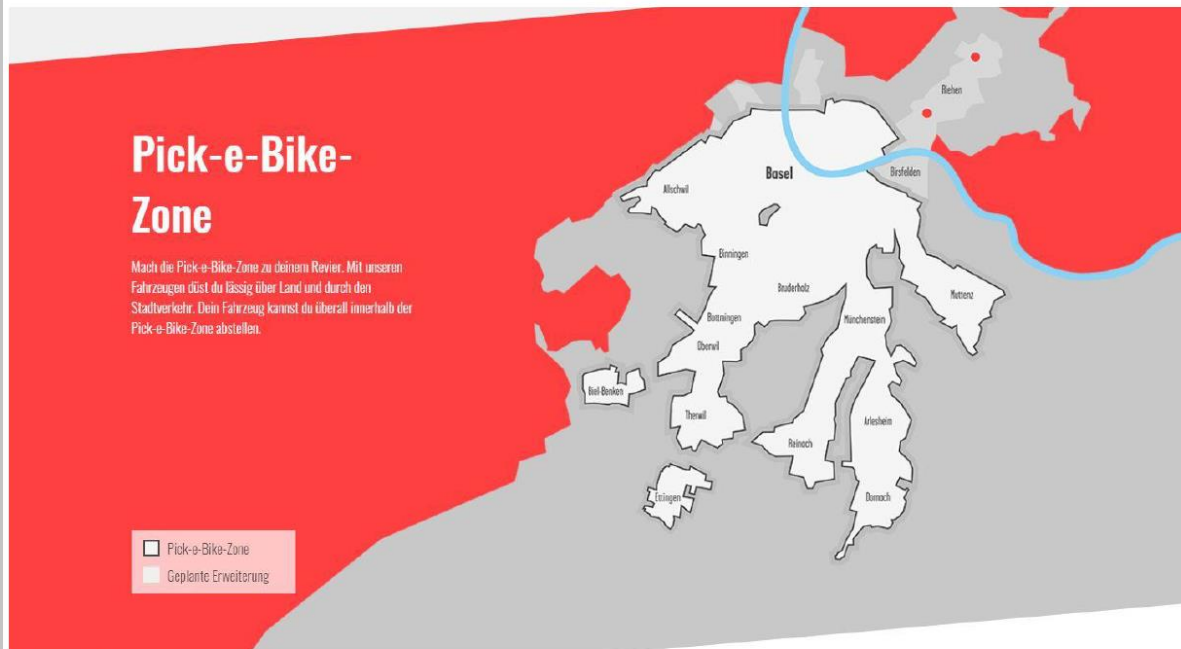 Pick-e-Bike-
Zone
Mach die Pick-e-Bike-Zone zu deinem Revier. Mit unseren
Fahrzeugen düst du lässig über Land und durch den
Stadtverkehr. Dein Fahrzeug kannst du überall innerhalb der
Pick-e-Bike-Zone abstellen.
Pick-e-Bike-Zone
Geplante Erweiterung
Riehen
Birsfelden
Basel
Allschwil
Binningen
Bruderholz
Muttenz
Bottmingen
Münchenstein
Oberwil
Biel-Benken
Therwil
Arlesheim
Reinach
Ettingen
Dornach